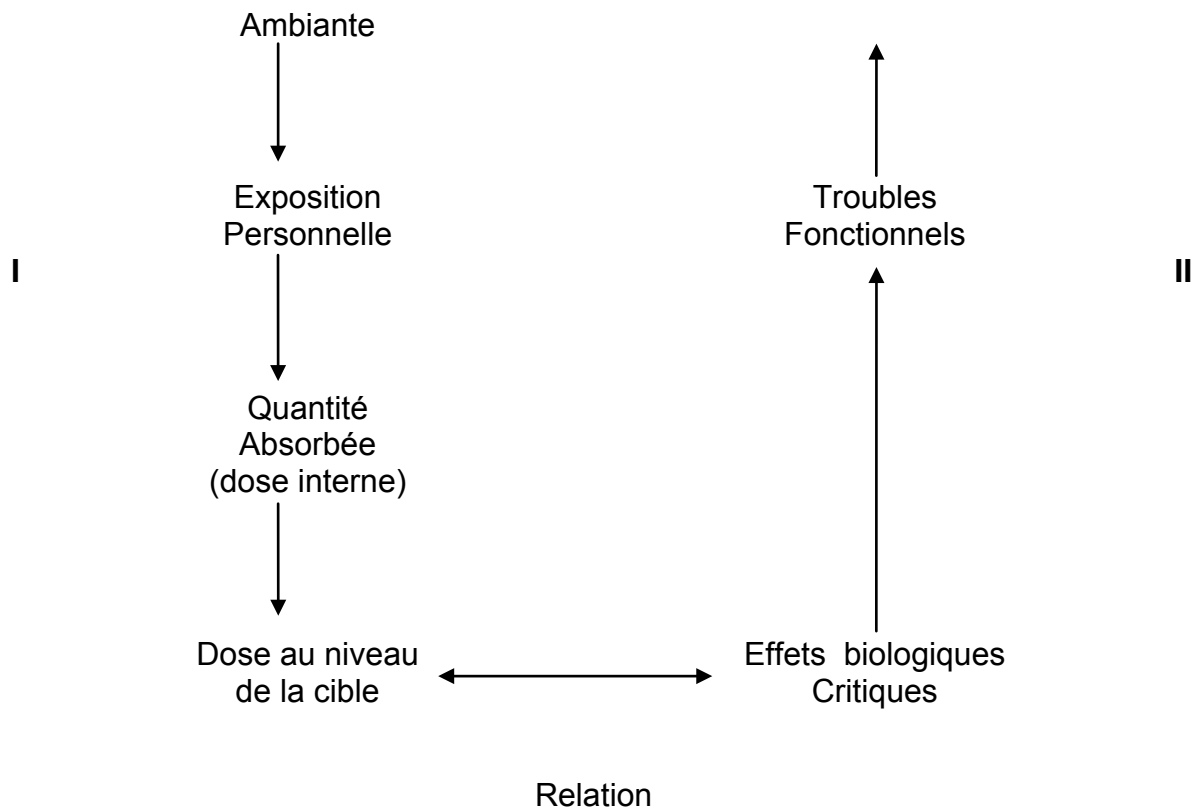 Ambiante
Exposition
Personnelle
Troubles
Fonctionnels
I
II
Quantité
Absorbée
(dose interne)
Dose au niveau
de la cible
Effets biologiques
Critiques
Relation